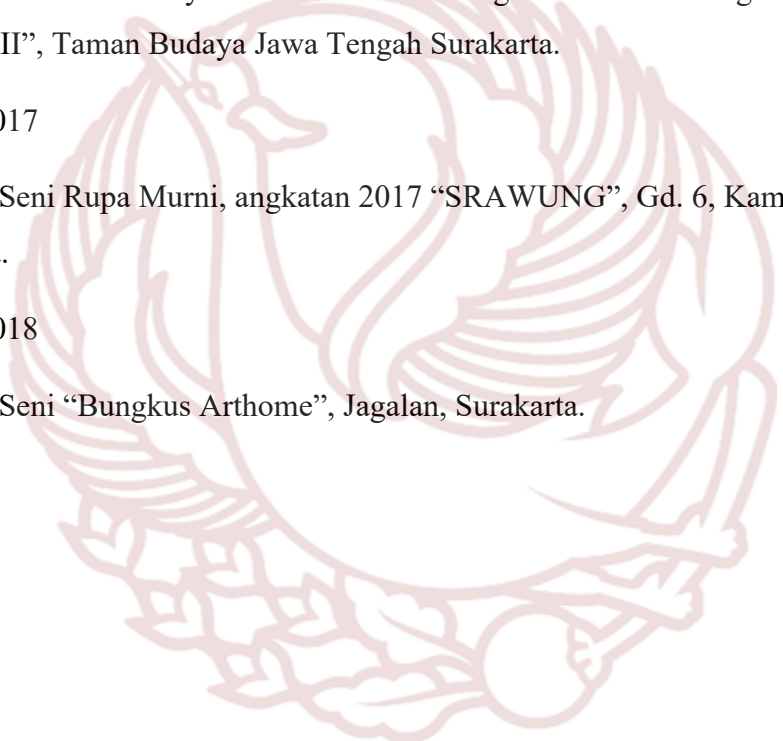 II”, Taman Budaya Jawa Tengah Surakarta.
017
Seni Rupa Murni, angkatan 2017 “SRAWUNG”, Gd. 6, Kam
.
018
Seni “Bungkus Arthome”, Jagalan, Surakarta.